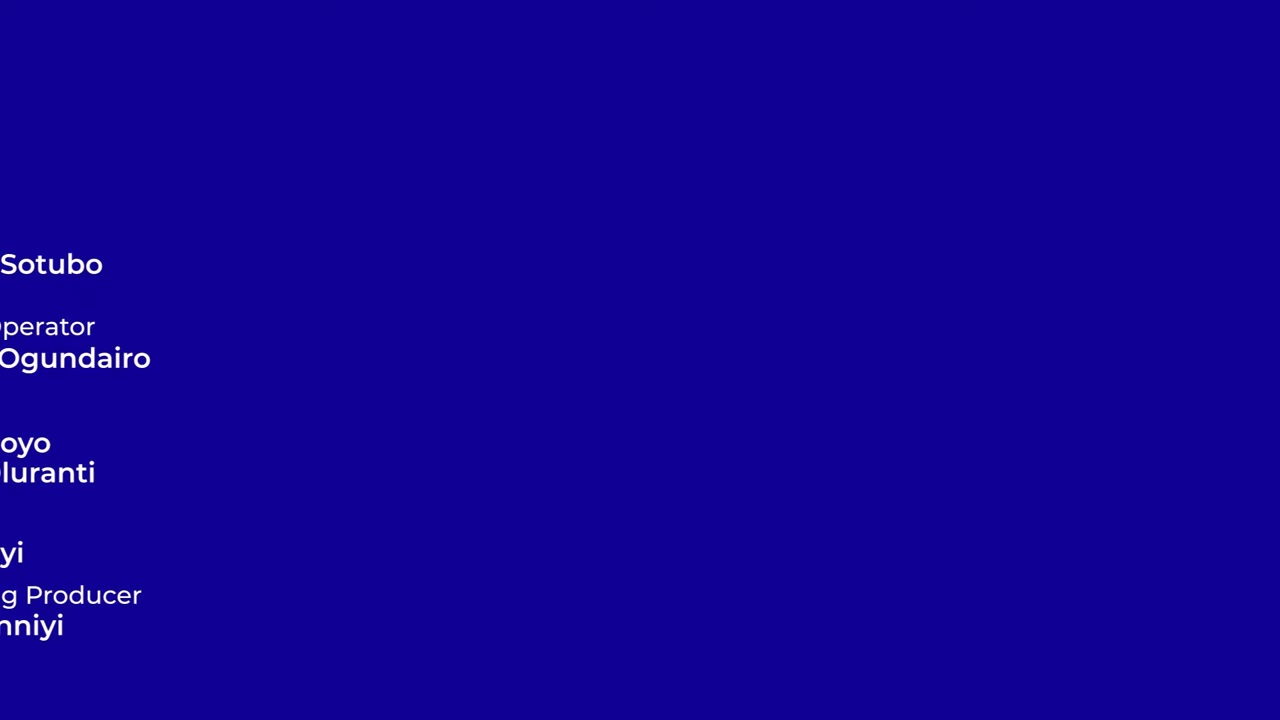 Sotubo
perator
Ogundairo
oyo
luranti
yi
g Producer
nniyi